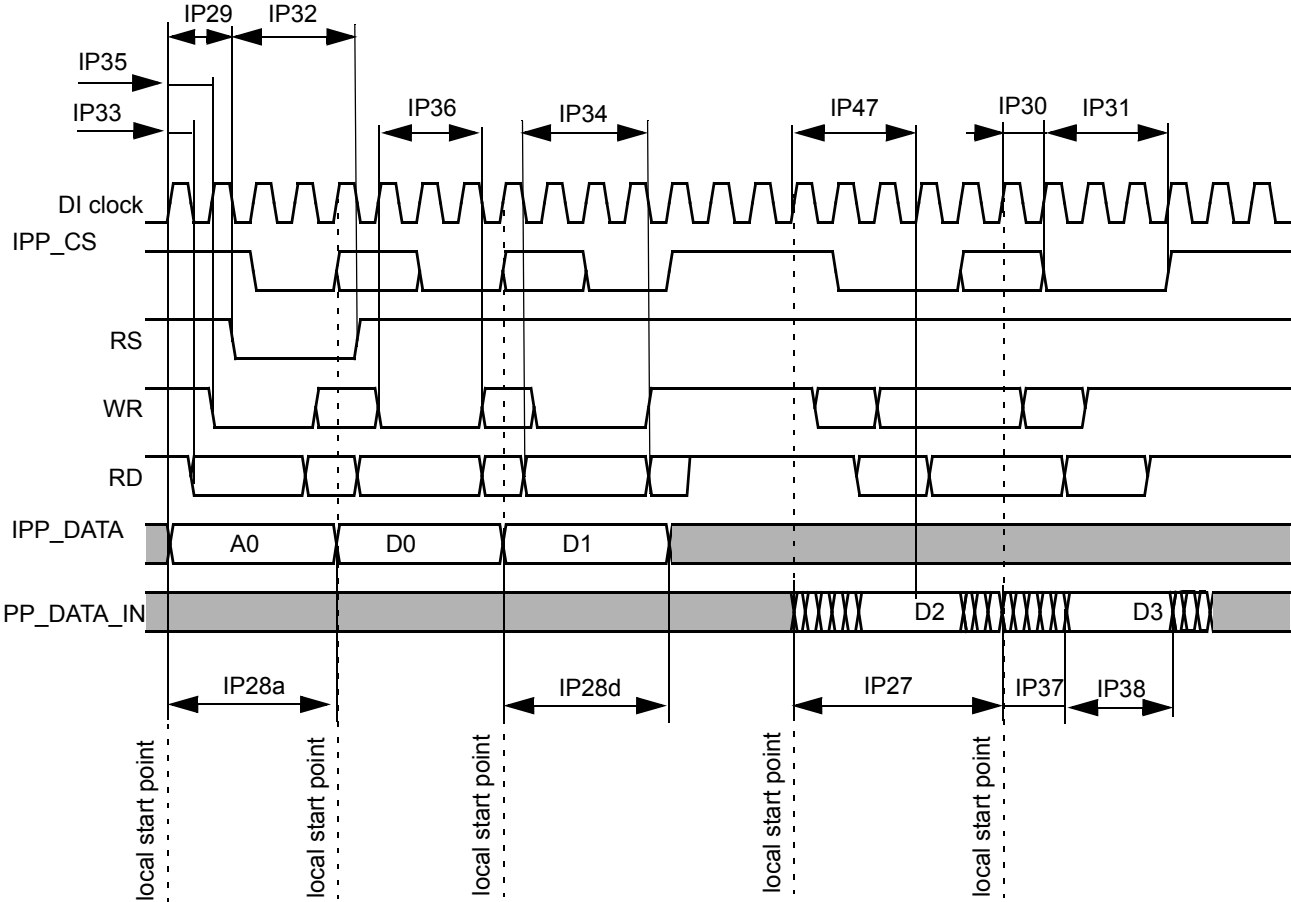 IP29 IP32
IP35
IP33 IP36 IP34 IP47 IP30 IP31
DI clock
IPP_CS
RS
WR
RD
IPP_DATA A0 D0 D1
PP_DATA_IN D2 D3
IP28a IP28d IP27 IP37 IP38
local start point
local start point
local start point
local start point
local start point